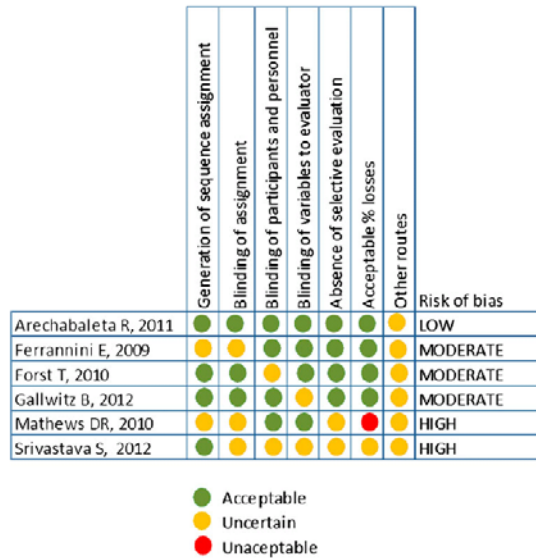 Generation of sequence assignment
Blinding of assignment
Blinding of participants and personnel
Blinding of variables to evaluator
Absence of selective evaluation
Acceptable % losses
Other routes
Risk of bias
Arechabaleta R, 2011 LOW
Ferrannini E, 2009 MODERATE
Forst T, 2010 MODERATE
Gallwitz B, 2012 MODERATE
Mathews DR, 2010 HIGH
Srivastava S, 2012 HIGH
Acceptable
Uncertain
Unaceptable